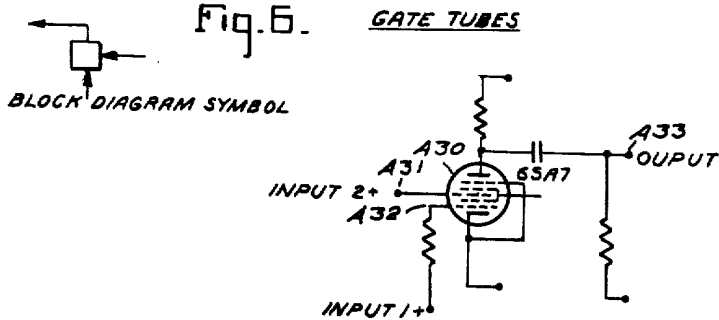 Fig. 6.
GATE TUBES
BLOCK DIAGRAM SYMBOL
A30
A33
A31
6SA7
OUPUT
INPUT 2+
A32
INPUT 1+